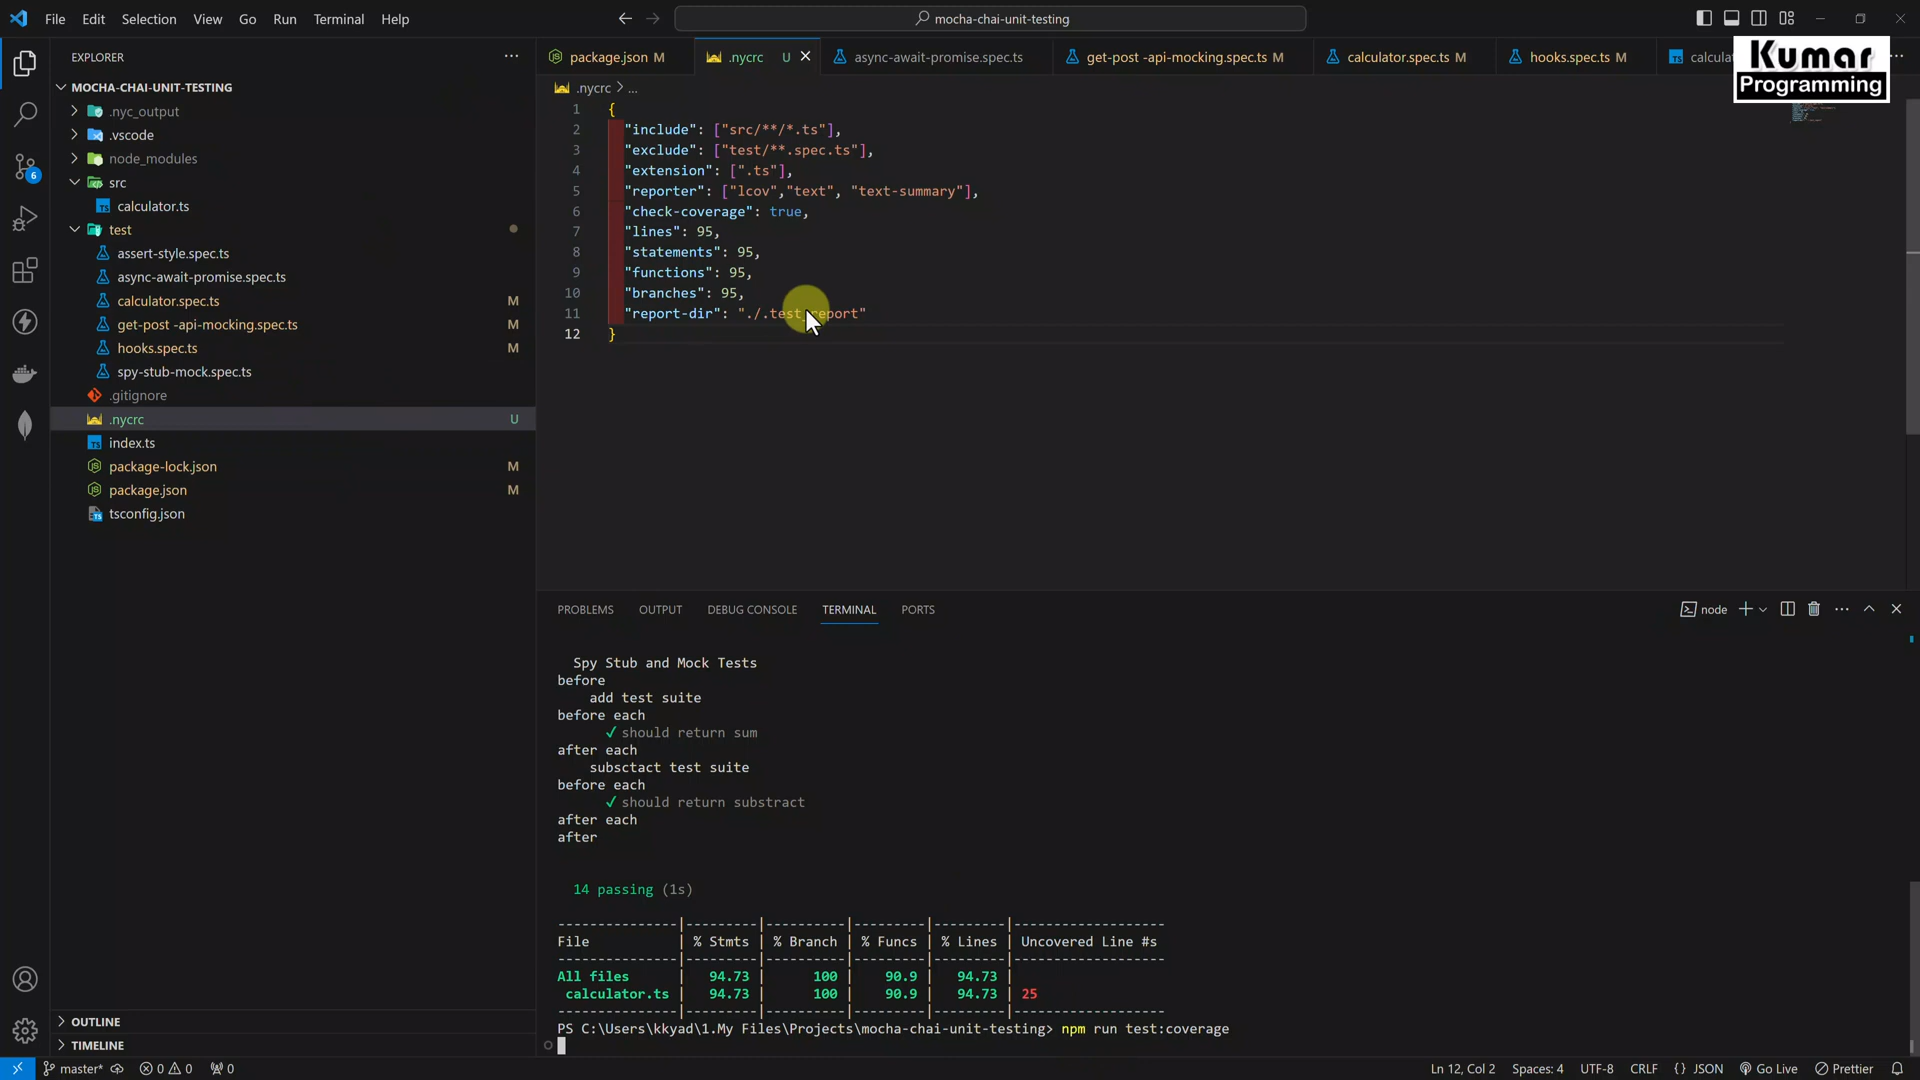 File Edit Selection View Go Run Terminal Help
mocha-chai-unit-testing
Kumar
Programming
EXPLORER
package.json M
.nycrc U
async-await-promise.spec.ts
get-post -api-mocking.spec.ts M
calculator.spec.ts M
hooks.spec.ts M
MOCHA-CHAI-UNIT-TESTING
.nyc_output
.vscode
node_modules
src
calculator.ts
test
assert-style.spec.ts
async-await-promise.spec.ts
calculator.spec.ts M
get-post -api-mocking.spec.ts M
hooks.spec.ts M
spy-stub-mock.spec.ts
.gitignore
.nycrc U
index.ts
package-lock.json M
package.json M
tsconfig.json
OUTLINE
TIMELINE
.nycrc > ...
1 {
2 "include": ["src/**/*.ts"],
3 "exclude": ["test/**.spec.ts"],
4 "extension": [".ts"],
5 "reporter": ["lcov","text", "text-summary"],
6 "check-coverage": true,
7 "lines": 95,
8 "statements": 95,
9 "functions": 95,
10 "branches": 95,
11 "report-dir": "./.test_report"
12 }
PROBLEMS OUTPUT DEBUG CONSOLE TERMINAL PORTS
node
Spy Stub and Mock Tests
before
add test suite
before each
✓ should return sum
after each
subsctact test suite
before each
✓ should return substract
after each
after
14 passing (1s)
---------------|---------|----------|---------|---------|-------------------
File | % Stmts | % Branch | % Funcs | % Lines | Uncovered Line #s
---------------|---------|----------|---------|---------|-------------------
All files | 94.73 | 100 | 90.9 | 94.73 |
calculator.ts | 94.73 | 100 | 90.9 | 94.73 | 25
---------------|---------|----------|---------|---------|-------------------
PS C:\Users\kkyad\1.My Files\Projects\mocha-chai-unit-testing> npm run test:coverage
6
master* 0 0 0
Ln 12, Col 2 Spaces: 4 UTF-8 CRLF {} JSON Go Live Prettier